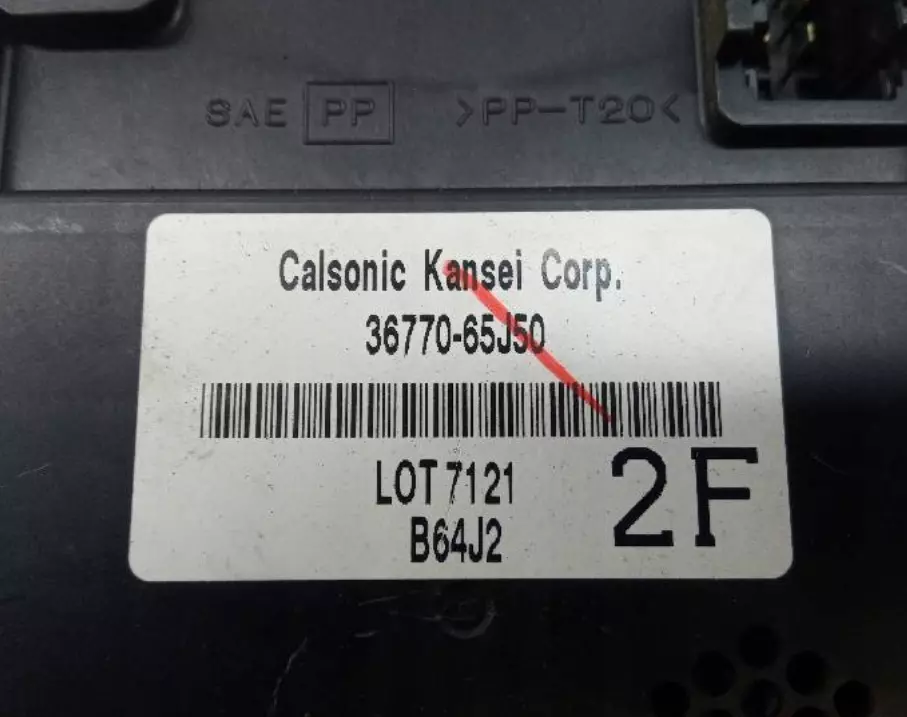 SAE PP >PP-T20<
Calsonic Kansei Corp.
36770-65J50
LOT 7121
B64J2
2F